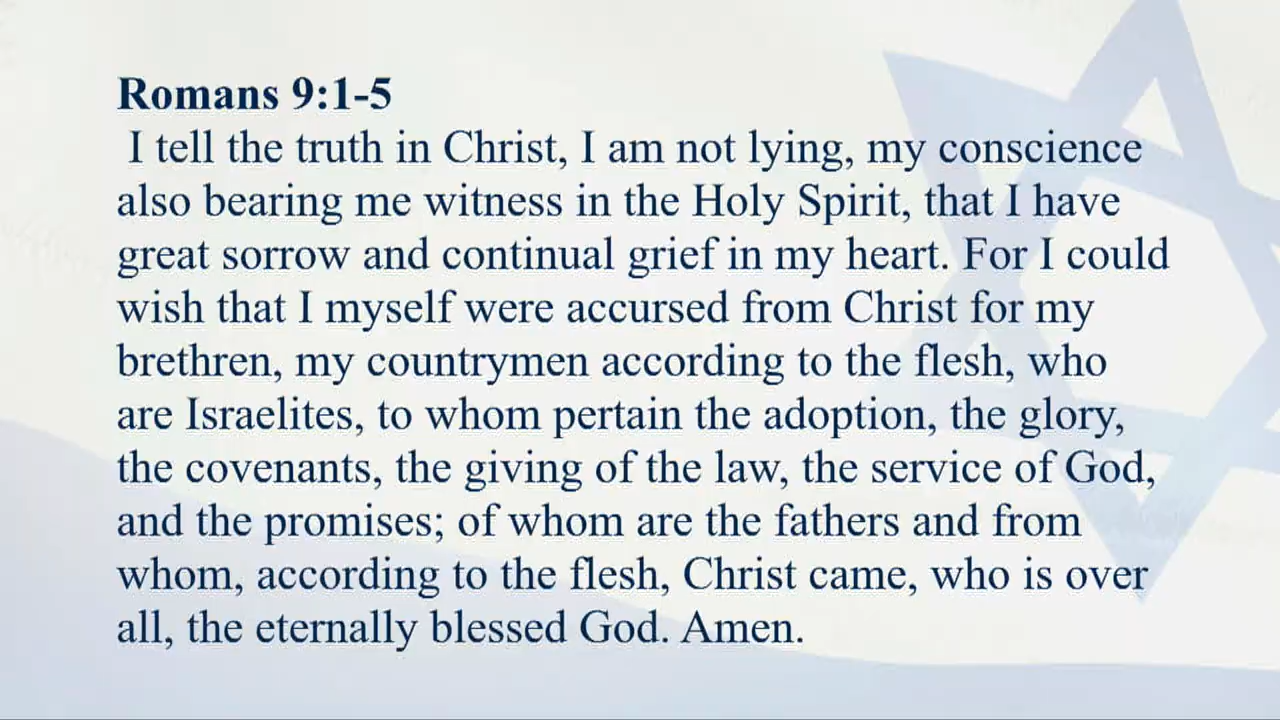 Romans 9:1-5
I tell the truth in Christ, I am not lying, my conscience
also bearing me witness in the Holy Spirit, that I have
great sorrow and continual grief in my heart. For I could
wish that I myself were accursed from Christ for my
brethren, my countrymen according to the flesh, who
are Israelites, to whom pertain the adoption, the glory,
the covenants, the giving of the law, the service of God,
and the promises; of whom are the fathers and from
whom, according to the flesh, Christ came, who is over
all, the eternally blessed God. Amen.